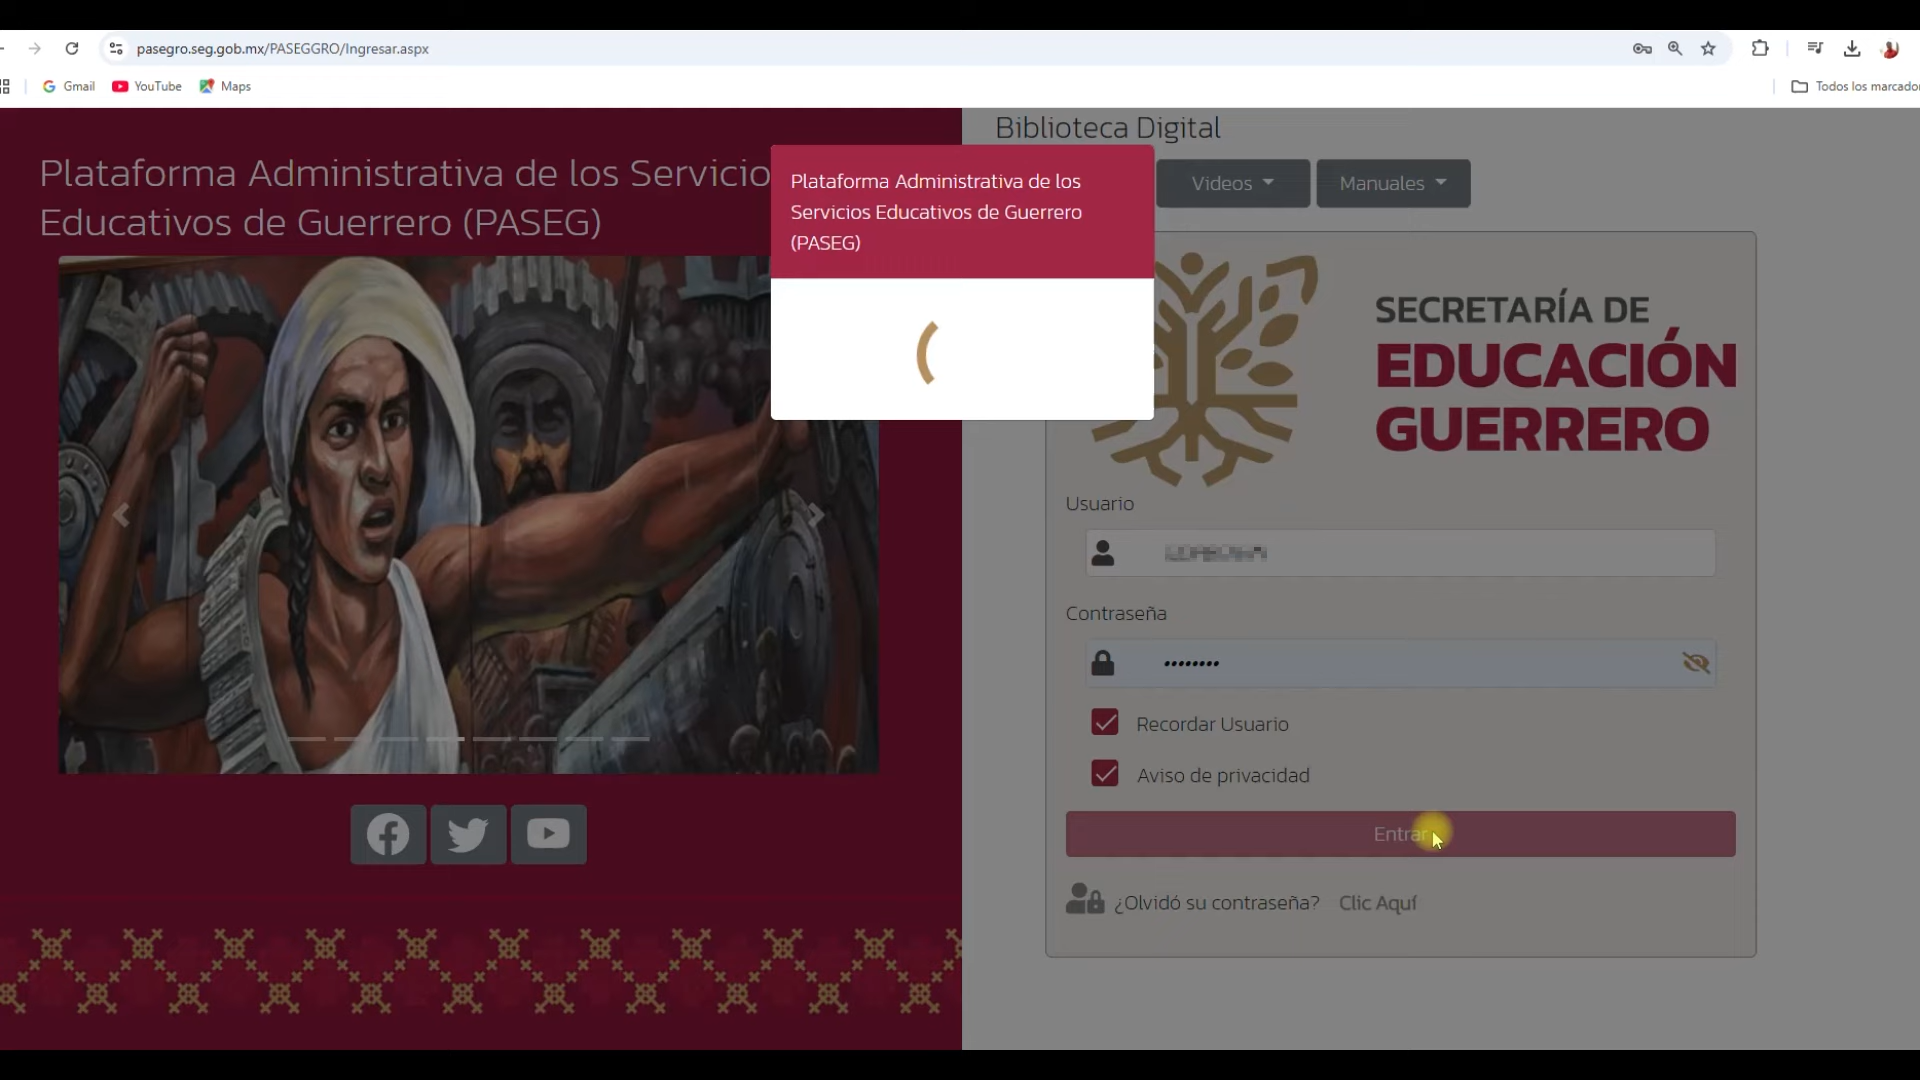 pasegro.seg.gob.mx/PASEGGRO/Ingresar.aspx
Gmail
YouTube
Maps
Todos los marcador
Plataforma Administrativa de los Servicio
Educativos de Guerrero (PASEG)
Biblioteca Digital
Videos
Manuales
Plataforma Administrativa de los
Servicios Educativos de Guerrero
(PASEG)
SECRETARÍA DE
EDUCACIÓN
GUERRERO
Usuario
Contraseña
Recordar Usuario
Aviso de privacidad
Entrar
¿Olvidó su contraseña? Clic Aquí